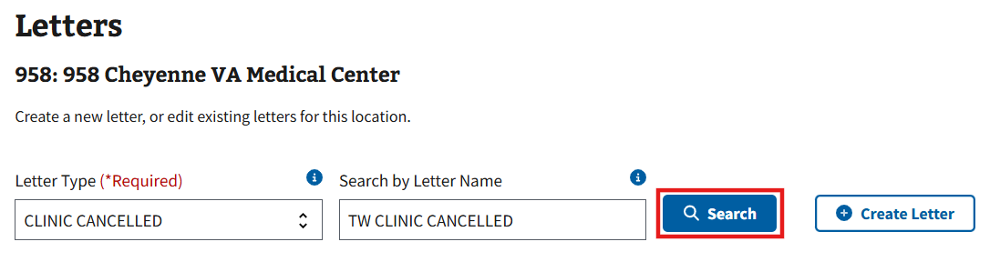 Letters
958: 958 Cheyenne VA Medical Center
Create a new letter, or edit existing letters for this location.
Letter Type (*Required)
Search by Letter Name
CLINIC CANCELLED
TW CLINIC CANCELLED
Search
Create Letter